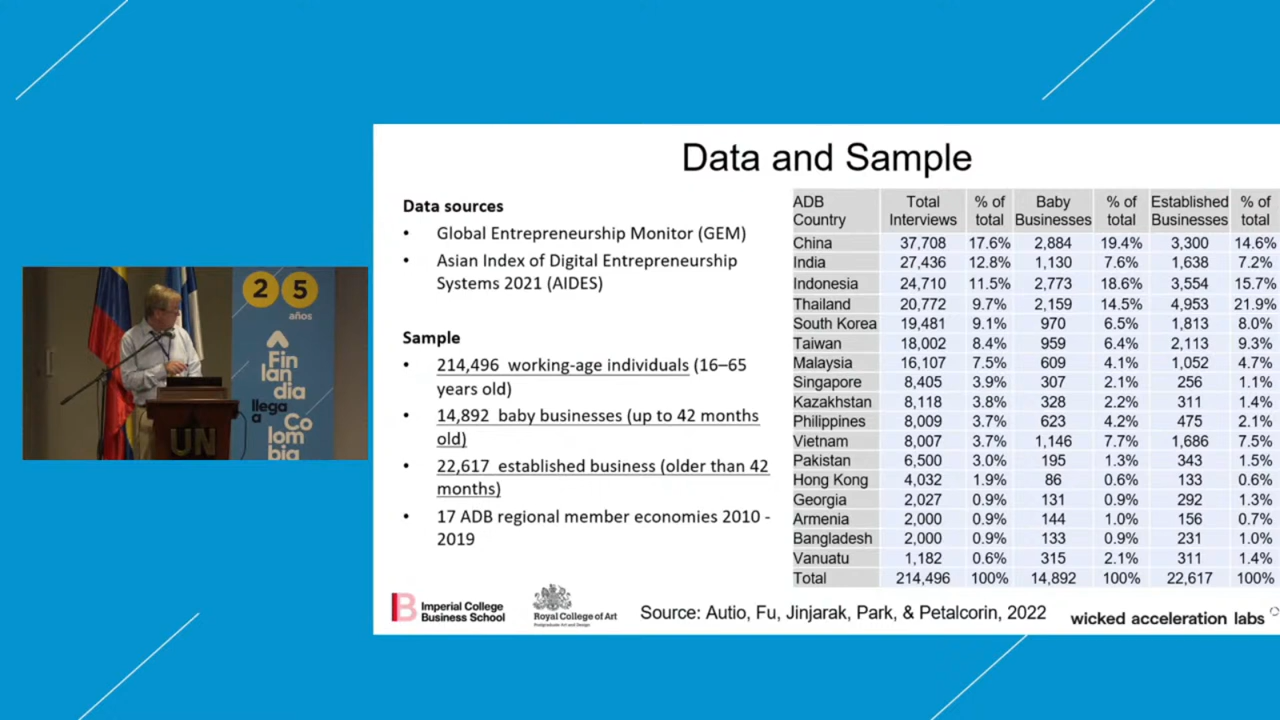 Data and Sample
Data sources
• Global Entrepreneurship Monitor (GEM)
• Asian Index of Digital Entrepreneurship
Systems 2021 (AIDES)
Sample
• 214,496 working-age individuals (16–65
years old)
• 14,892 baby businesses (up to 42 months
old)
• 22,617 established business (older than 42
months)
• 17 ADB regional member economies 2010 -
2019
ADB Country Total Interviews % of total Baby Businesses % of total Established Businesses % of total
China 37,708 17.6% 2,884 19.4% 3,300 14.6%
India 27,436 12.8% 1,130 7.6% 1,638 7.2%
Indonesia 24,710 11.5% 2,773 18.6% 3,554 15.7%
Thailand 20,772 9.7% 2,159 14.5% 4,953 21.9%
South Korea 19,481 9.1% 970 6.5% 1,813 8.0%
Taiwan 18,002 8.4% 959 6.4% 2,113 9.3%
Malaysia 16,107 7.5% 609 4.1% 1,052 4.7%
Singapore 8,405 3.9% 307 2.1% 256 1.1%
Kazakhstan 8,118 3.8% 328 2.2% 311 1.4%
Philippines 8,009 3.7% 623 4.2% 475 2.1%
Vietnam 8,007 3.7% 1,146 7.7% 1,686 7.5%
Pakistan 6,500 3.0% 195 1.3% 343 1.5%
Hong Kong 4,032 1.9% 86 0.6% 133 0.6%
Georgia 2,027 0.9% 131 0.9% 292 1.3%
Armenia 2,000 0.9% 144 1.0% 156 0.7%
Bangladesh 2,000 0.9% 133 0.9% 231 1.0%
Vanuatu 1,182 0.6% 315 2.1% 311 1.4%
Total 214,496 100% 14,892 100% 22,617 100%
Imperial College
Business School
Royal College of Art
Postgraduate Art and Design
Source: Autio, Fu, Jinjarak, Park, & Petalcorin, 2022
wicked acceleration labs
25
años
Fin
lan
dia
llega
a
Co
lom
bia
UN